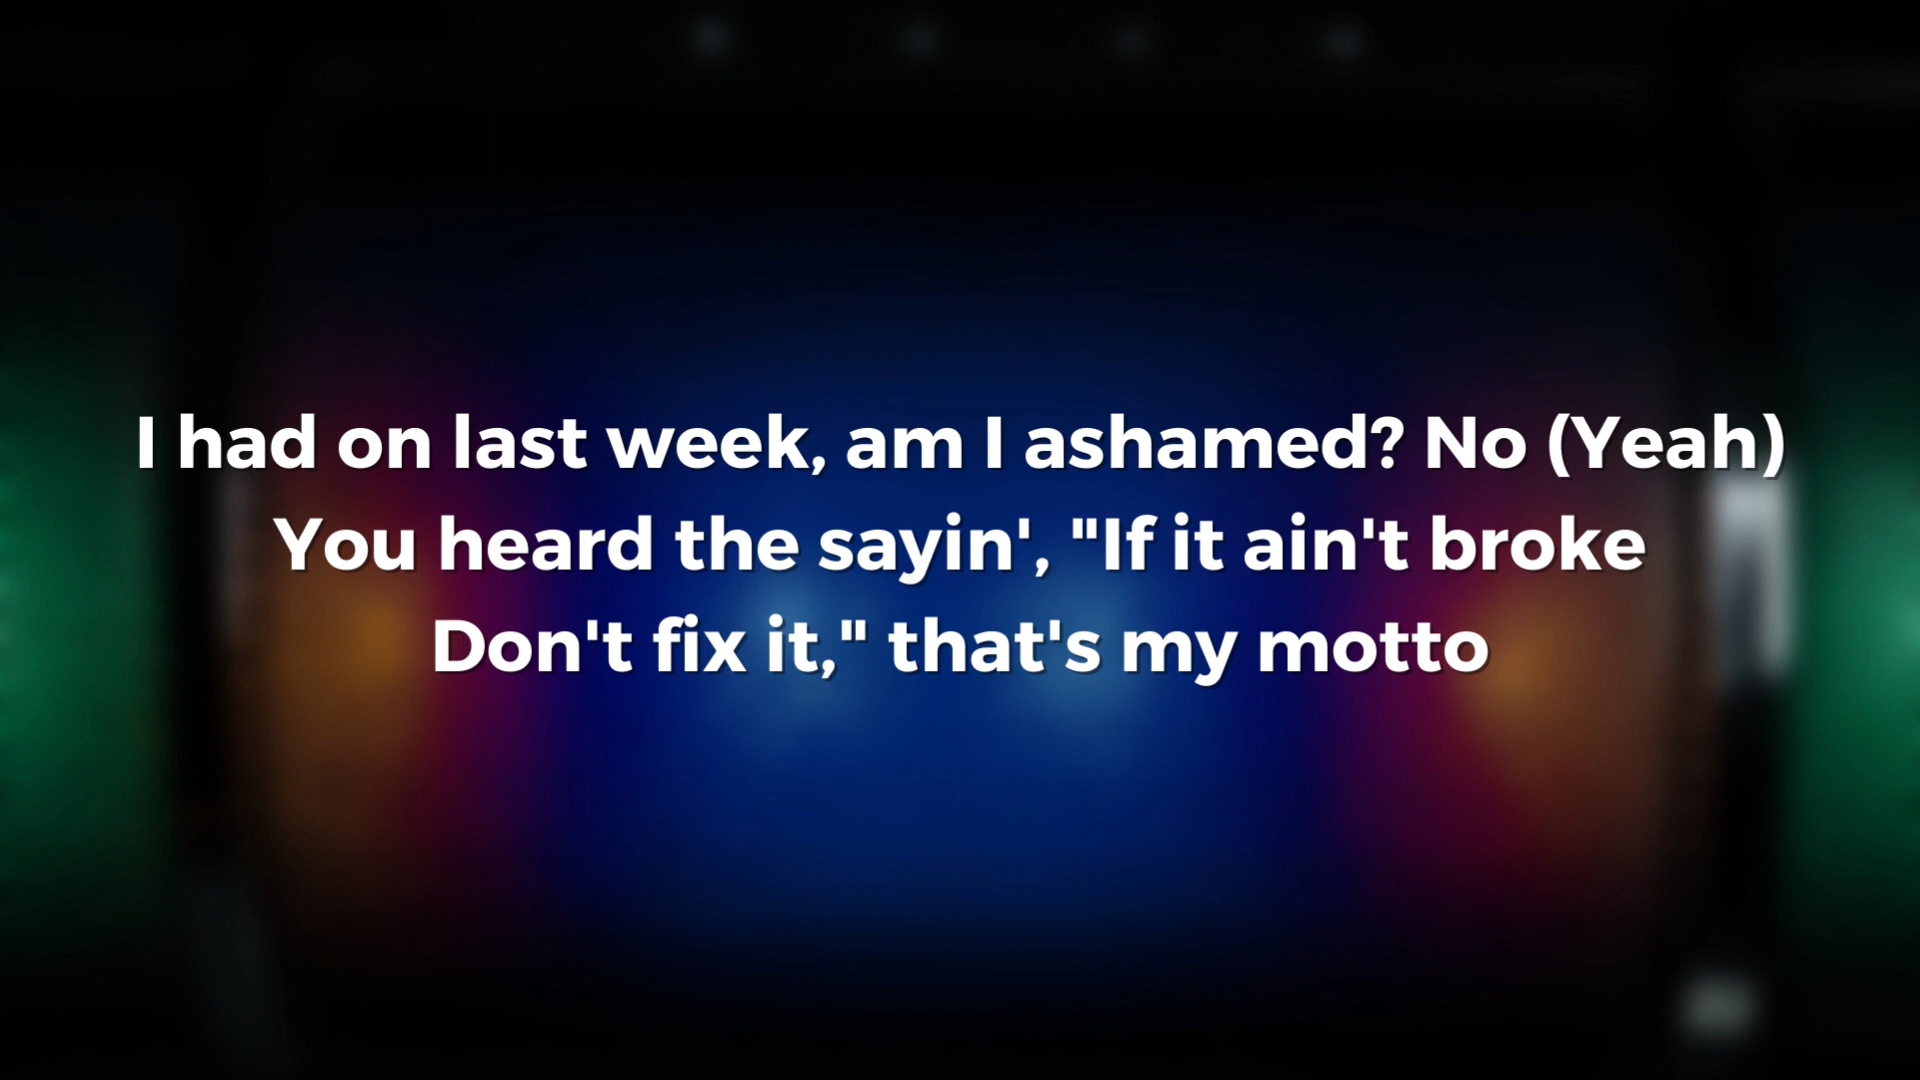 I had on last week, am I ashamed? No (Yeah)
You heard the sayin', "If it ain't broke
Don't fix it," that's my motto